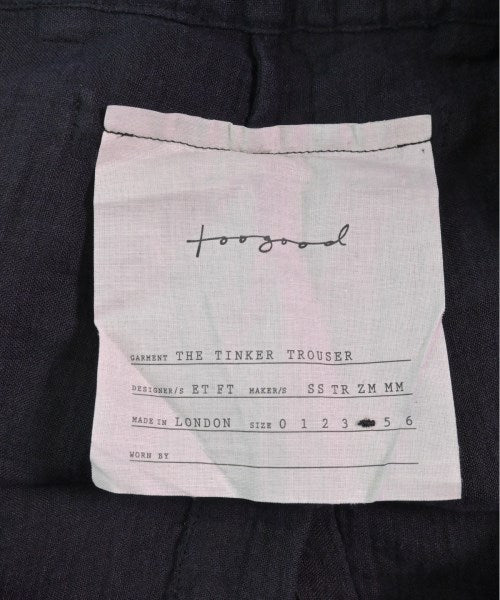 toogood
GARMENT THE TINKER TROUSER
DESIGNER/S ET FT MAKER/S SS TR ZM MM
MADE IN LONDON SIZE 0 1 2 3 5 6
WORN BY